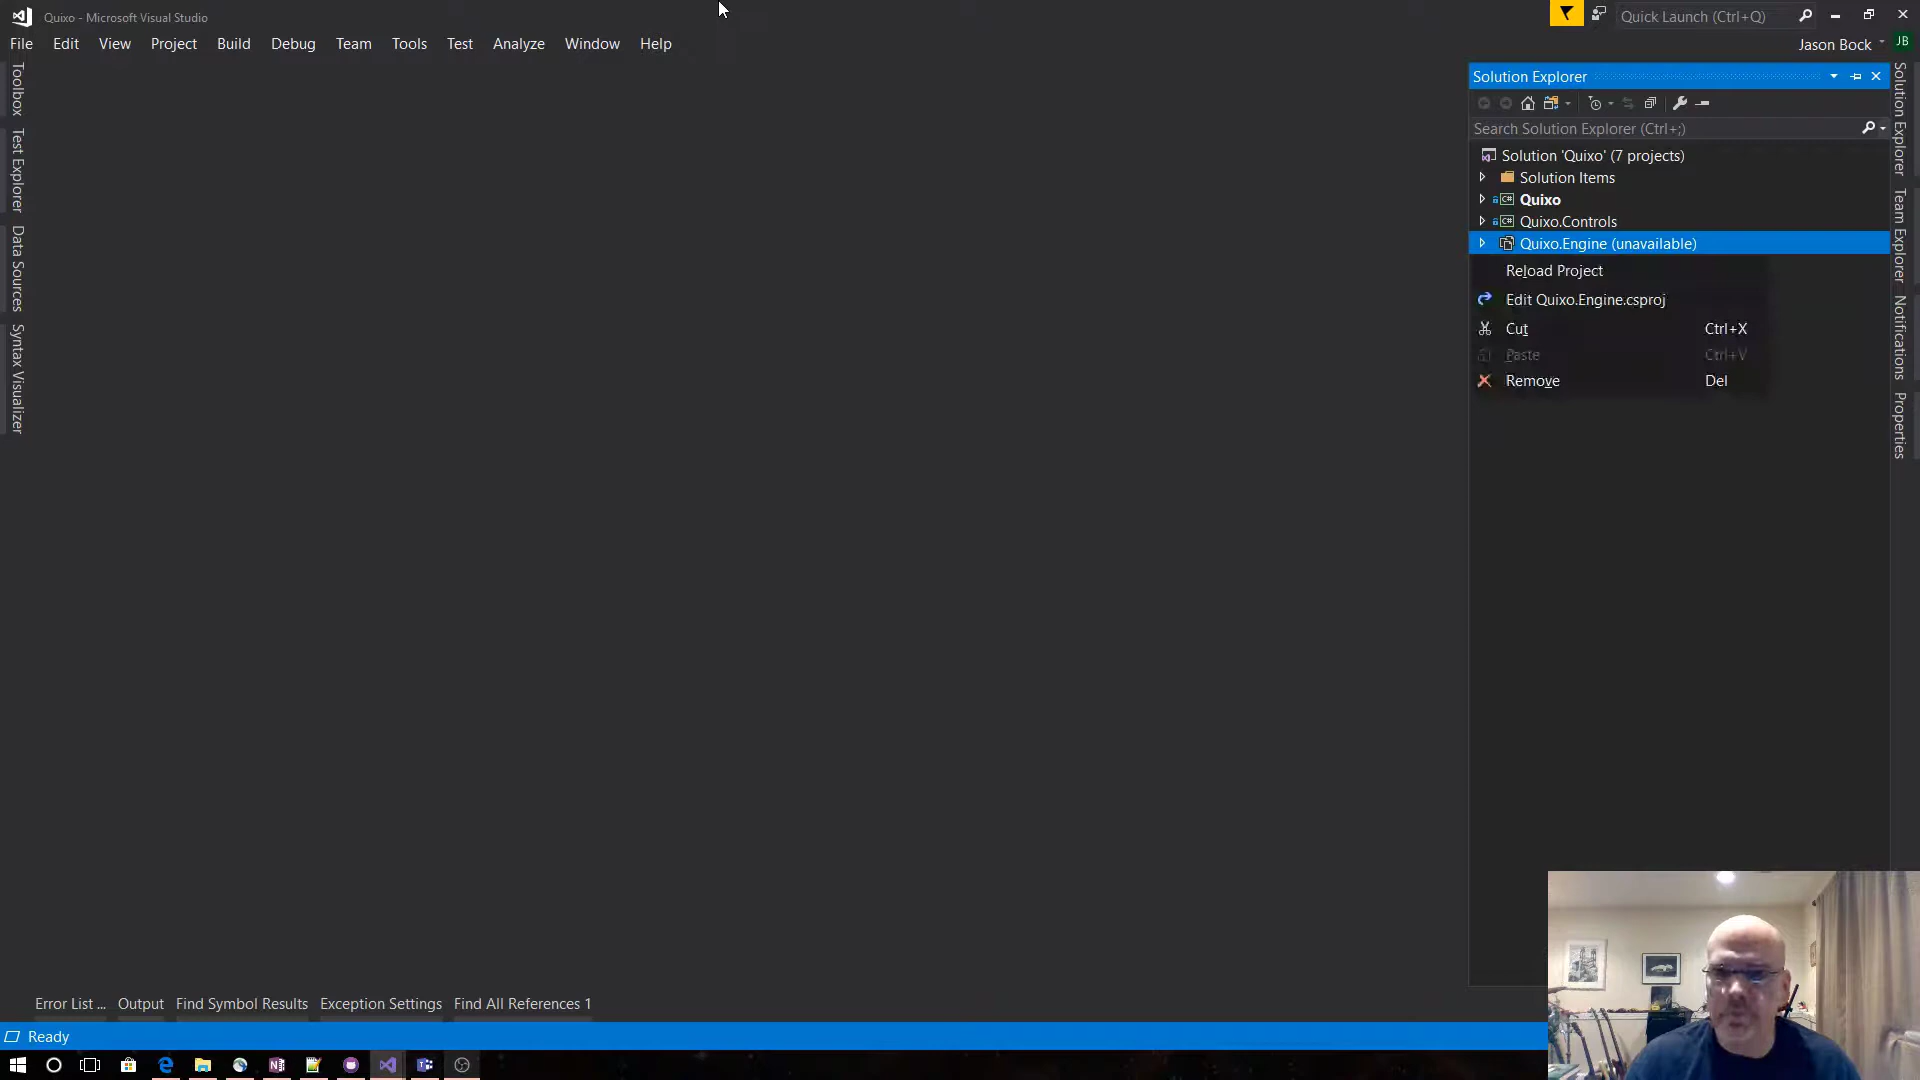 Quixo - Microsoft Visual Studio
Quick Launch (Ctrl+Q)
File Edit View Project Build Debug Team Tools Test Analyze Window Help
Jason Bock JB
Toolbox
Test Explorer
Data Sources
Syntax Visualizer
Solution Explorer
Search Solution Explorer (Ctrl+;)
Solution 'Quixo' (7 projects)
Solution Items
C# Quixo
C# Quixo.Controls
Quixo.Engine (unavailable)
Reload Project
Edit Quixo.Engine.csproj
Cut Ctrl+X
Paste Ctrl+V
Remove Del
Solution Explorer
Team Explorer
Notifications
Properties
Error List ... Output Find Symbol Results Exception Settings Find All References 1
Ready